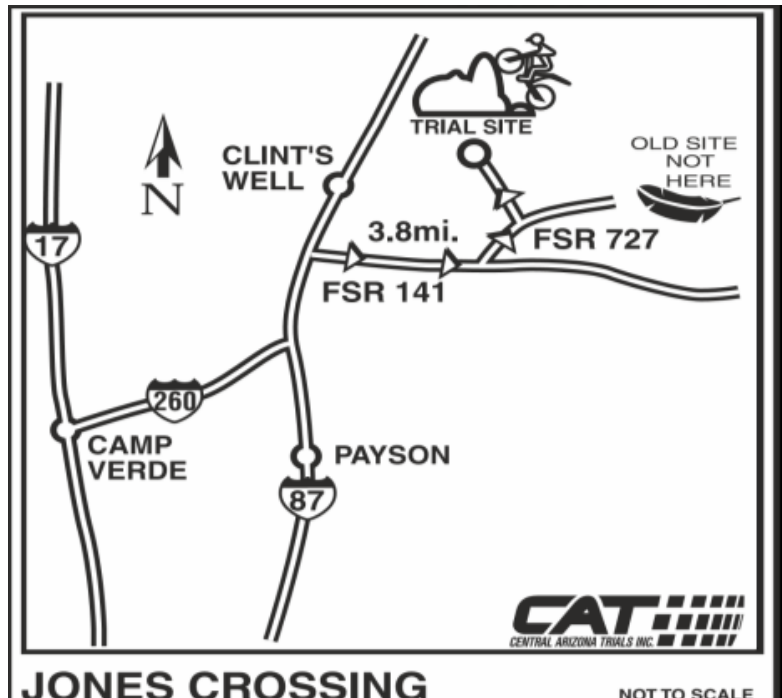 TRIAL SITE
OLD SITE
NOT
HERE
CLINT'S
WELL
N
17
3.8mi.
FSR 727
FSR 141
260
CAMP
VERDE
PAYSON
87
CAT
CENTRAL ARIZONA TRIALS INC.
JONES CROSSING
NOT TO SCALE